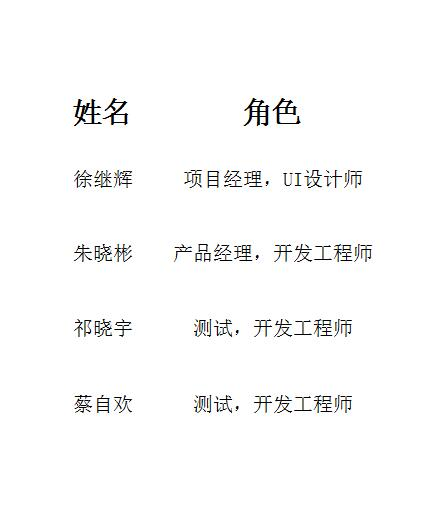 姓名 角色
徐继辉 项目经理，UI设计师
朱晓彬 产品经理，开发工程师
祁晓宇 测试，开发工程师
蔡自欢 测试，开发工程师